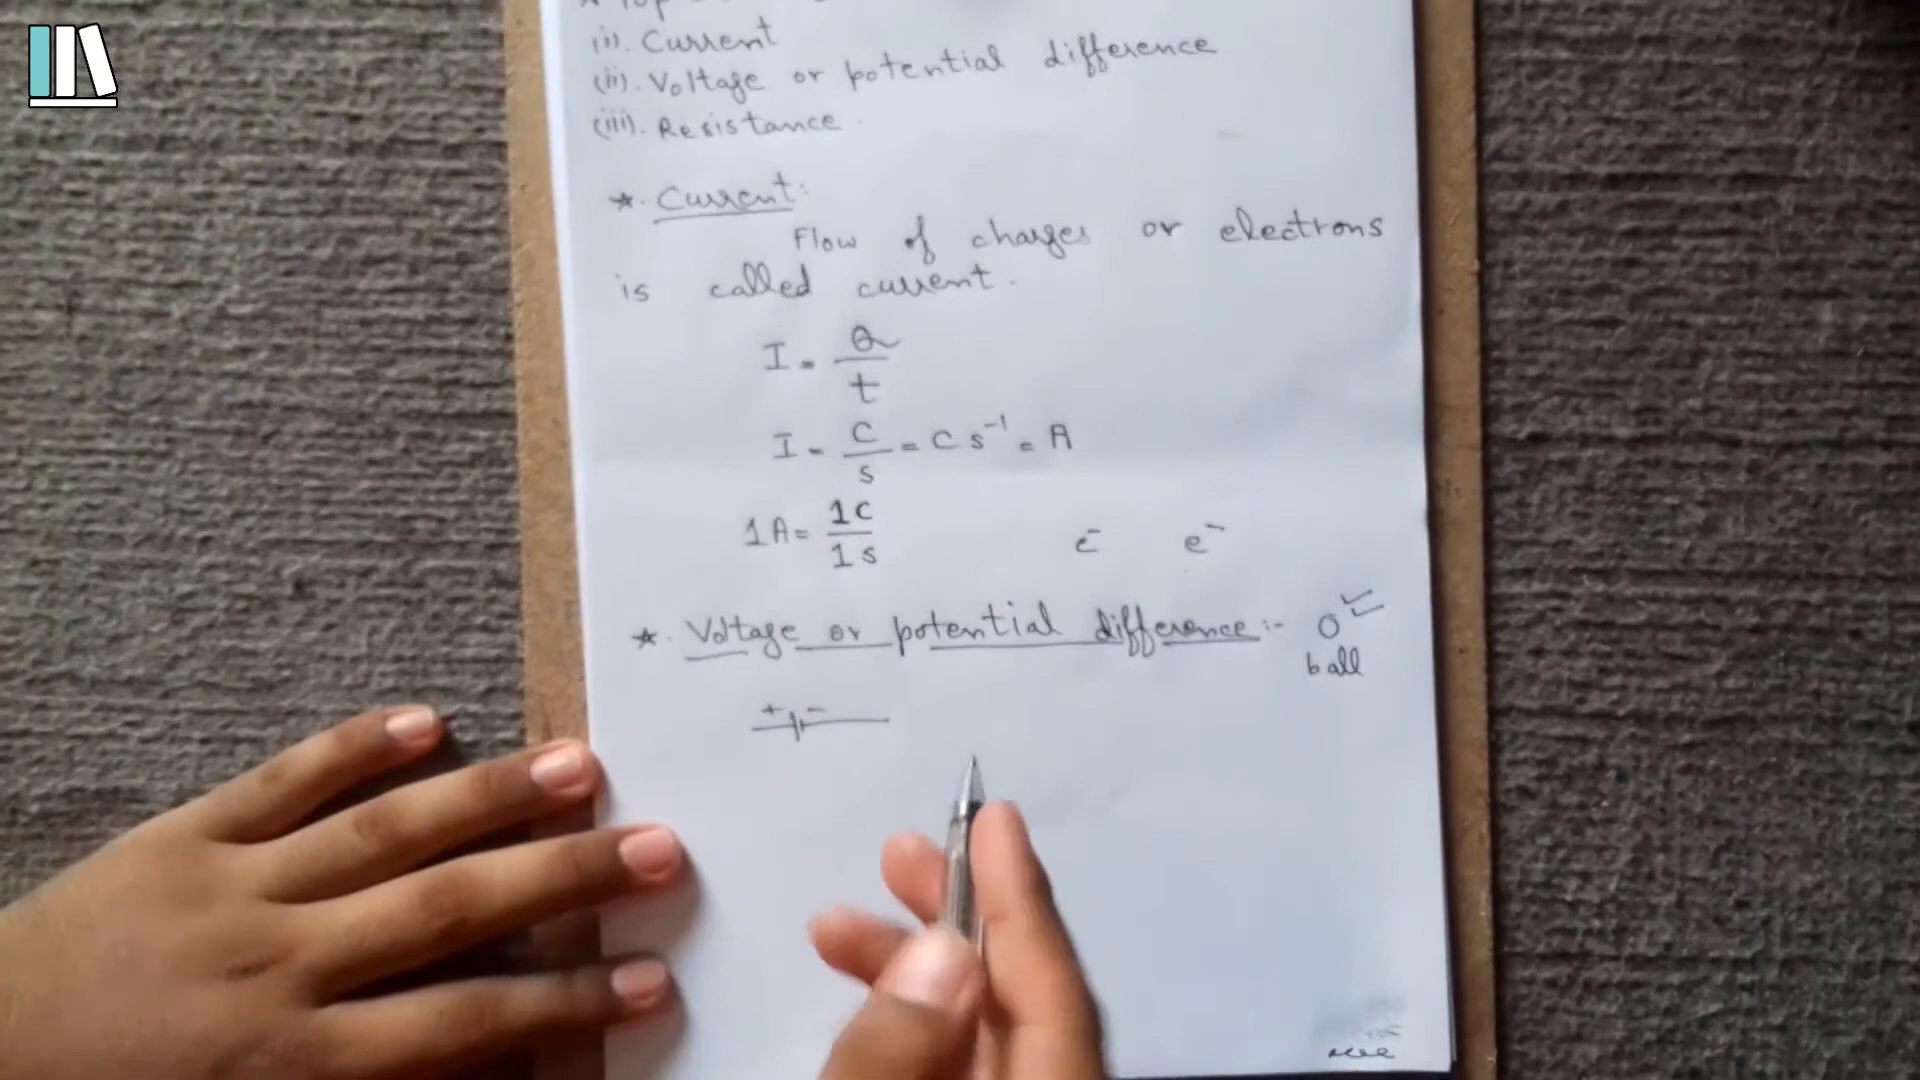 (i). Current
(ii). Voltage or potential difference
(iii). Resistance.
*. Current:
Flow of charges or electrons
is called current.
I = Q/t
I = C/s = C s⁻¹ = A
1A = 1C/1s
e⁻ e⁻
*. Voltage or potential difference:-
ball
+ -